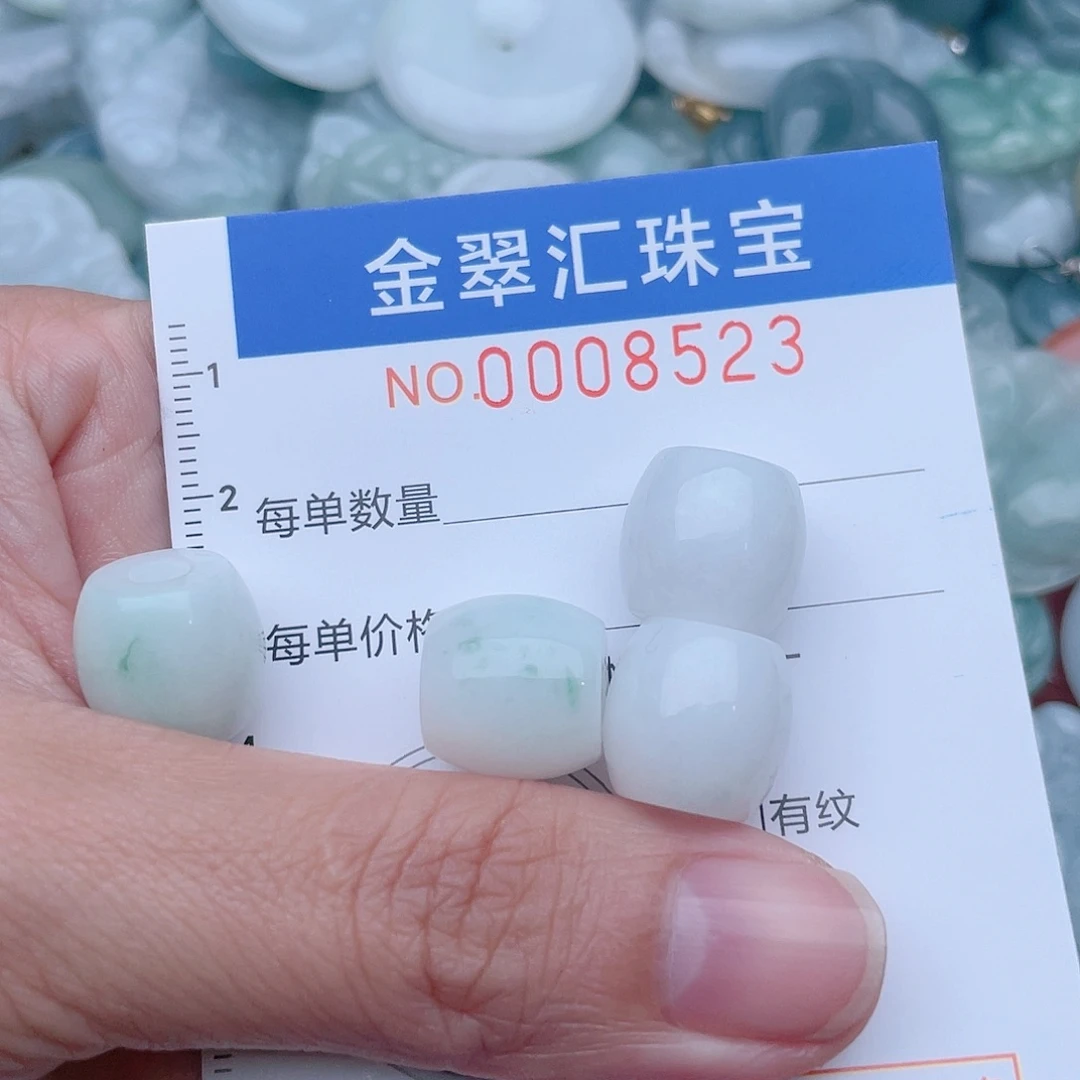 金翠汇珠宝
NO.0008523
1
2
每单数量
每单价格
有纹